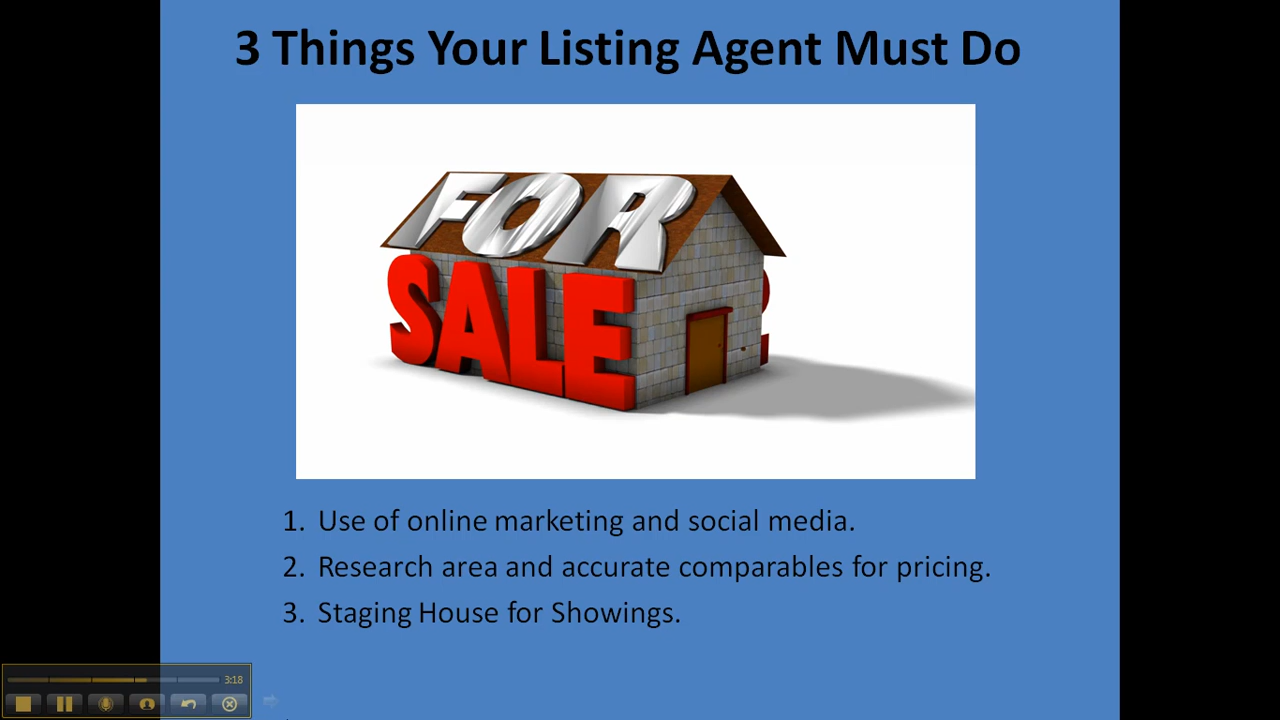 3 Things Your Listing Agent Must Do
FOR
SALE
1. Use of online marketing and social media.
2. Research area and accurate comparables for pricing.
3. Staging House for Showings.
3:18